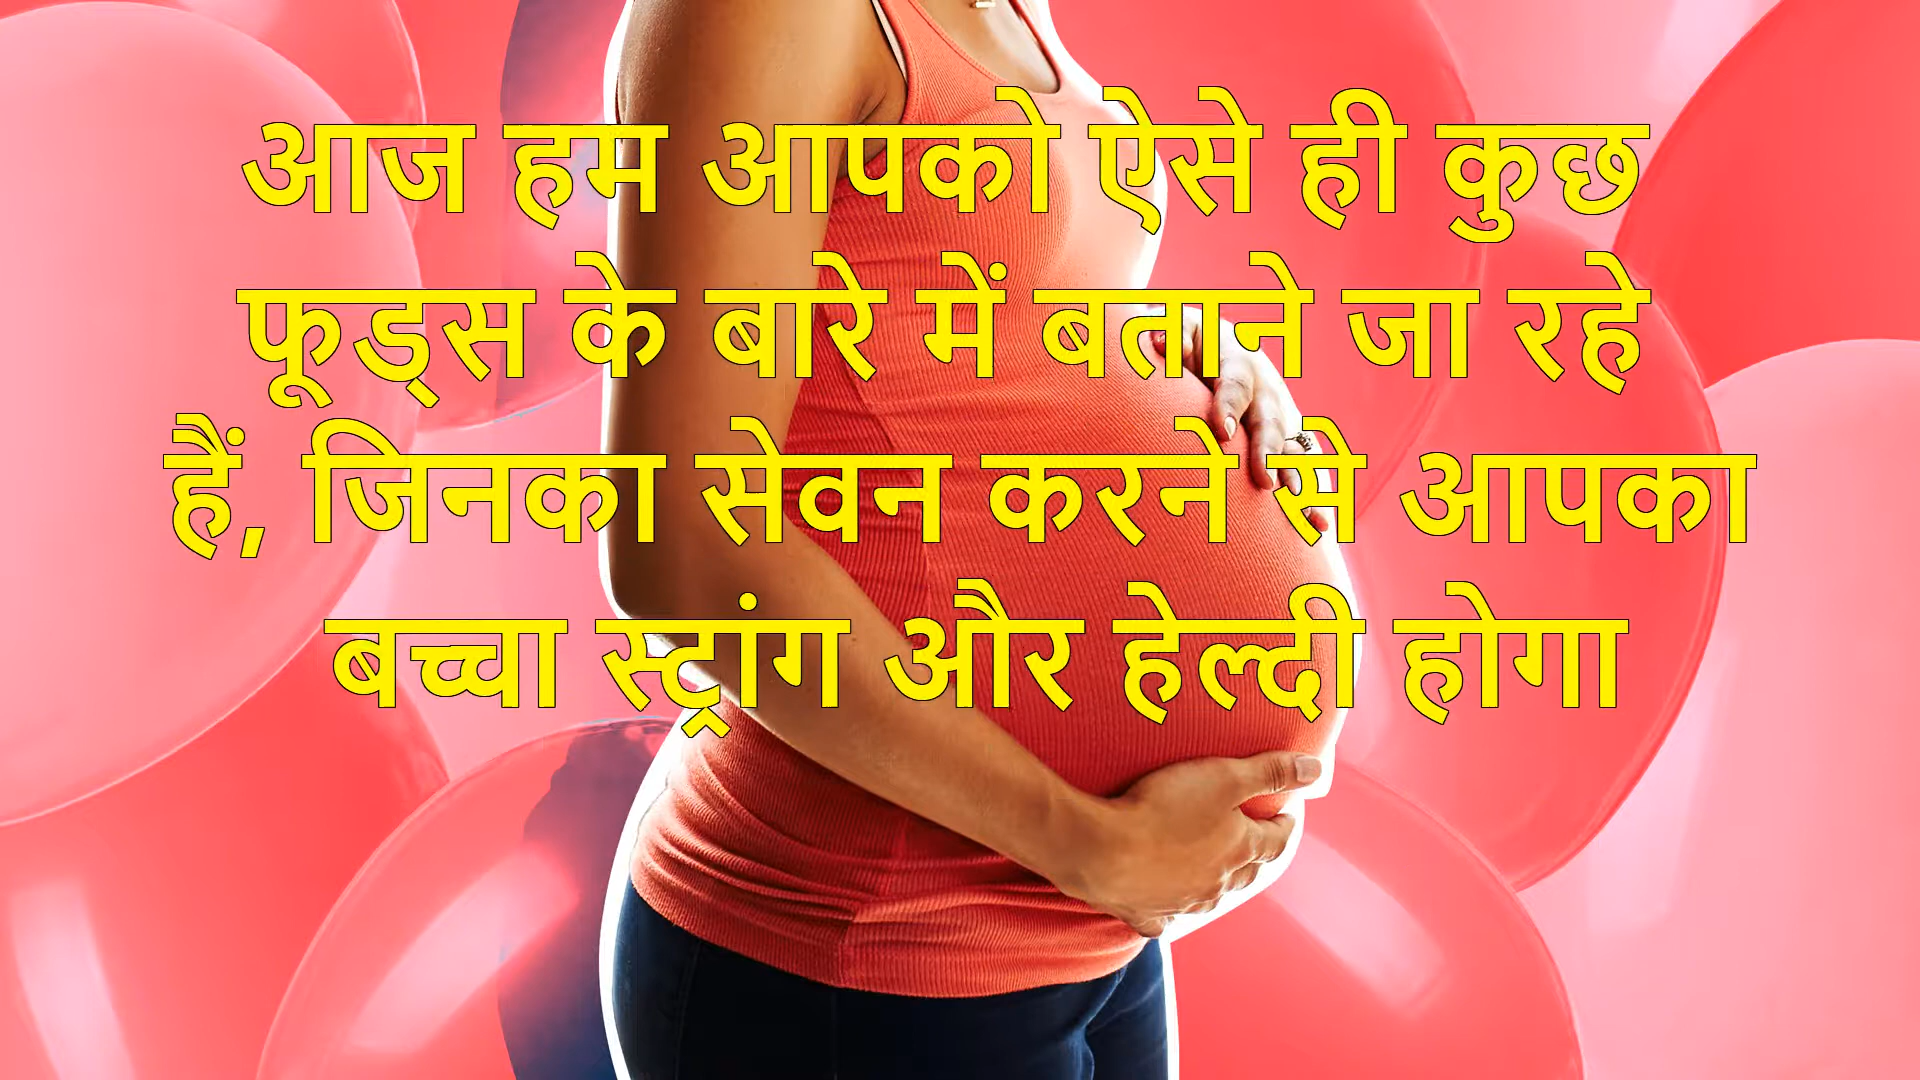 आज हम आपको ऐसे ही कुछ
फूड्स के बारे में बताने जा रहे
हैं, जिनका सेवन करने से आपका
बच्चा स्ट्रांग और हेल्दी होगा